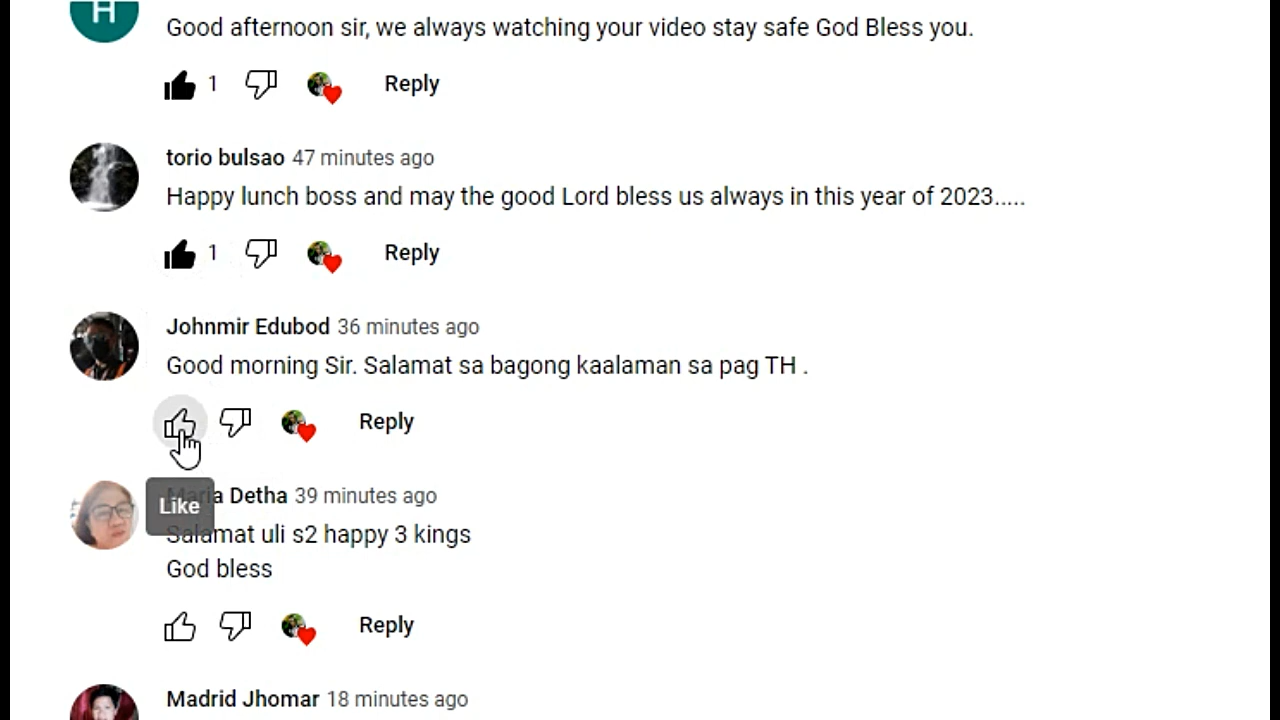 H
Good afternoon sir, we always watching your video stay safe God Bless you.
1 Reply
torio bulsao 47 minutes ago
Happy lunch boss and may the good Lord bless us always in this year of 2023.....
1 Reply
Johnmir Edubod 36 minutes ago
Good morning Sir. Salamat sa bagong kaalaman sa pag TH .
Reply
Maria Detha 39 minutes ago
Like
Salamat uli s2 happy 3 kings
God bless
Reply
Madrid Jhomar 18 minutes ago